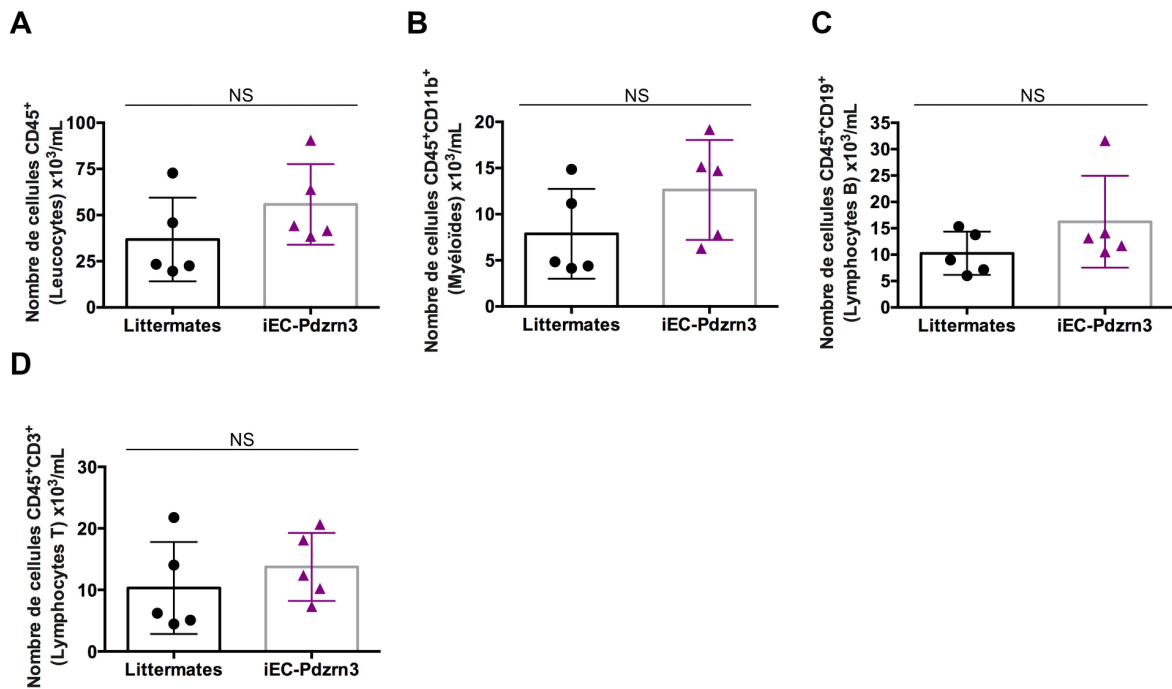 A
Nombre de cellules CD45⁺
(Leucocytes) x10³/mL
NS
100
75
50
25
0
Littermates
iEC-Pdzrn3
B
Nombre de cellules CD45⁺CD11b⁺
(Myéloïdes) x10³/mL
NS
20
15
10
5
0
Littermates
iEC-Pdzrn3
C
Nombre de cellules CD45⁺CD19⁺
(Lymphocytes B) x10³/mL
NS
35
30
25
20
15
10
5
0
Littermates
iEC-Pdzrn3
D
Nombre de cellules CD45⁺CD3⁺
(Lymphocytes T) x10³/mL
NS
30
20
10
0
Littermates
iEC-Pdzrn3